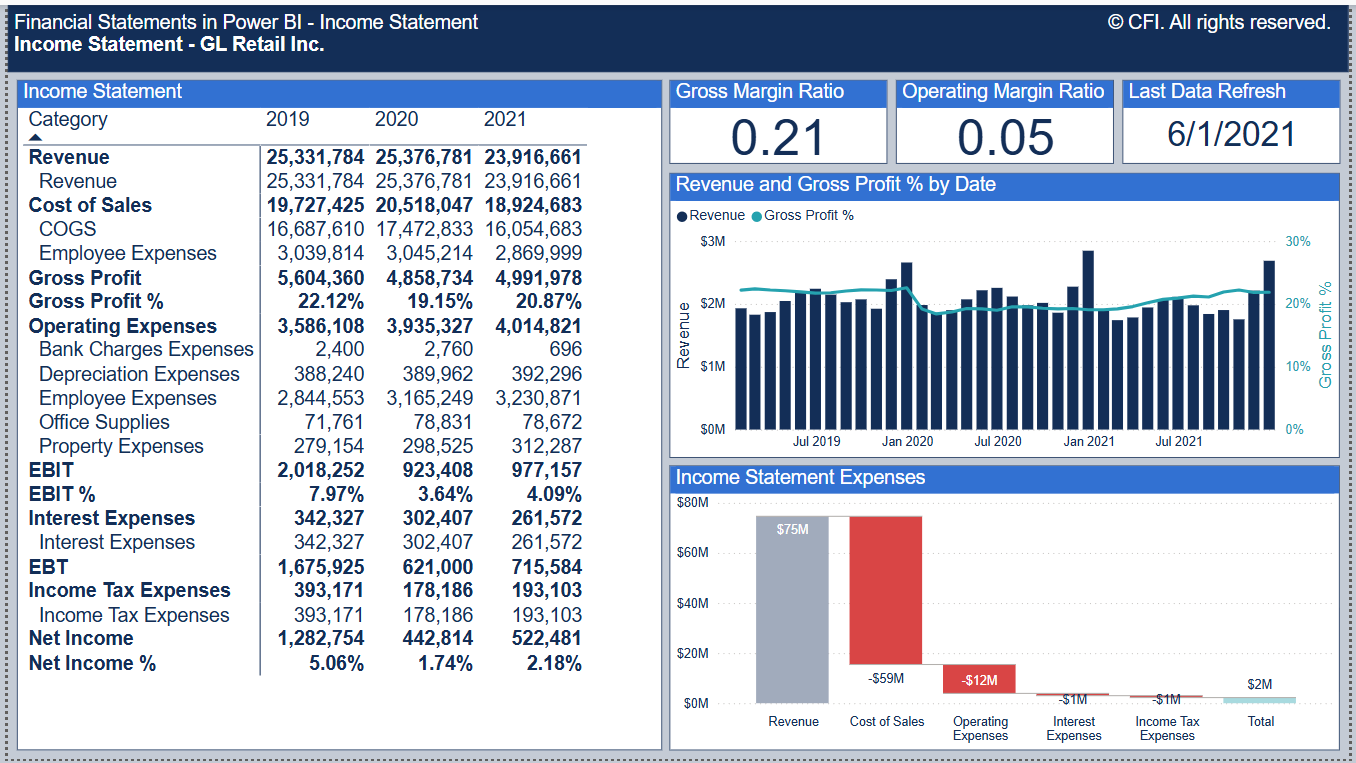 Financial Statements in Power BI - Income Statement
© CFI. All rights reserved.
Income Statement - GL Retail Inc.
Income Statement
Category 2019 2020 2021
Revenue 25,331,784 25,376,781 23,916,661
Revenue 25,331,784 25,376,781 23,916,661
Cost of Sales 19,727,425 20,518,047 18,924,683
COGS 16,687,610 17,472,833 16,054,683
Employee Expenses 3,039,814 3,045,214 2,869,999
Gross Profit 5,604,360 4,858,734 4,991,978
Gross Profit % 22.12% 19.15% 20.87%
Operating Expenses 3,586,108 3,935,327 4,014,821
Bank Charges Expenses 2,400 2,760 696
Depreciation Expenses 388,240 389,962 392,296
Employee Expenses 2,844,553 3,165,249 3,230,871
Office Supplies 71,761 78,831 78,672
Property Expenses 279,154 298,525 312,287
EBIT 2,018,252 923,408 977,157
EBIT % 7.97% 3.64% 4.09%
Interest Expenses 342,327 302,407 261,572
Interest Expenses 342,327 302,407 261,572
EBT 1,675,925 621,000 715,584
Income Tax Expenses 393,171 178,186 193,103
Income Tax Expenses 393,171 178,186 193,103
Net Income 1,282,754 442,814 522,481
Net Income % 5.06% 1.74% 2.18%
Gross Margin Ratio
0.21
Operating Margin Ratio
0.05
Last Data Refresh
6/1/2021
Revenue and Gross Profit % by Date
Revenue Gross Profit %
$3M 30%
$2M 20%
$1M 10%
$0M 0%
Revenue
Gross Profit %
Jul 2019 Jan 2020 Jul 2020 Jan 2021 Jul 2021
Income Statement Expenses
$80M
$60M
$40M
$20M
$0M
$75M
-$59M
-$12M
-$1M
-$1M
$2M
Revenue
Cost of Sales
Operating
Expenses
Interest
Expenses
Income Tax
Expenses
Total